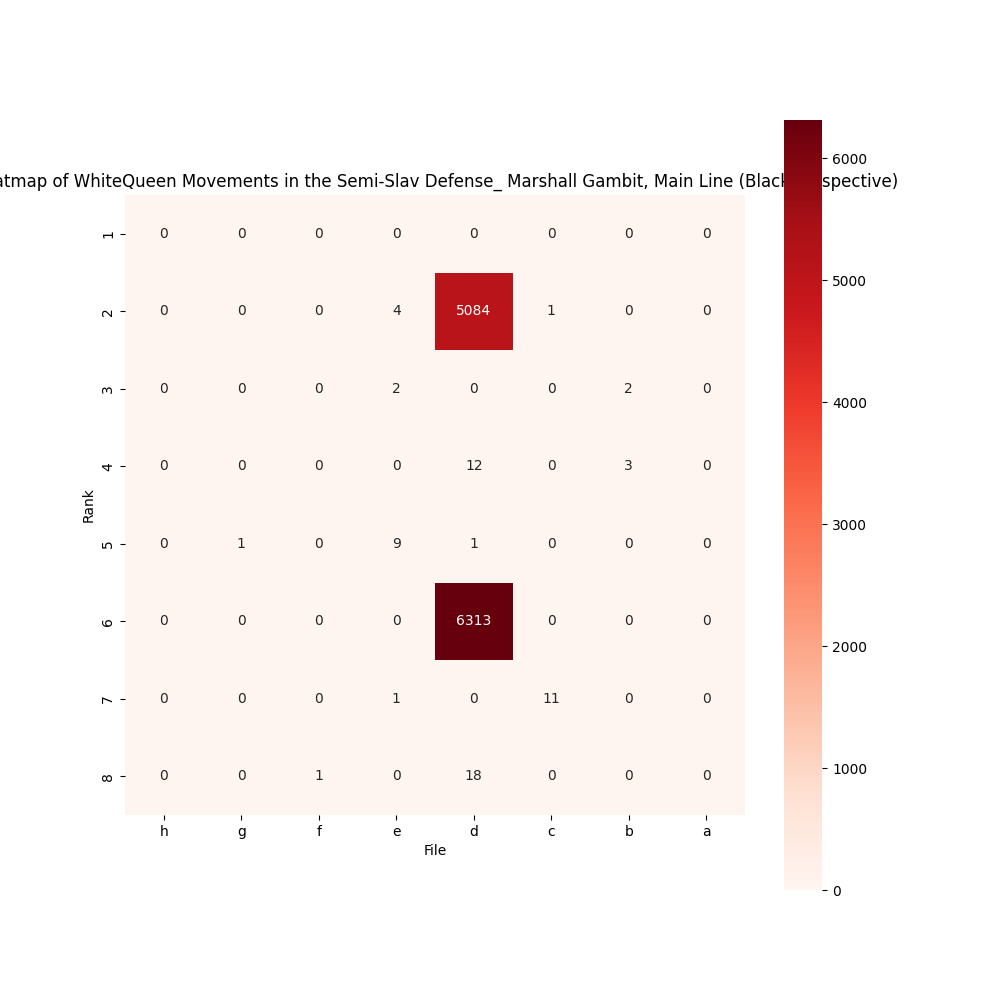 atmap of WhiteQueen Movements in the Semi-Slav Defense_ Marshall Gambit, Main Line (Black Perspective)
1 0 0 0 0 0 0 0 0
2 0 0 0 4 5084 1 0 0
3 0 0 0 2 0 0 2 0
4 0 0 0 0 12 0 3 0
5 0 1 0 9 1 0 0 0
6 0 0 0 0 6313 0 0 0
7 0 0 0 1 0 11 0 0
8 0 0 1 0 18 0 0 0
Rank
h g f e d c b a
File
6000
5000
4000
3000
2000
1000
0